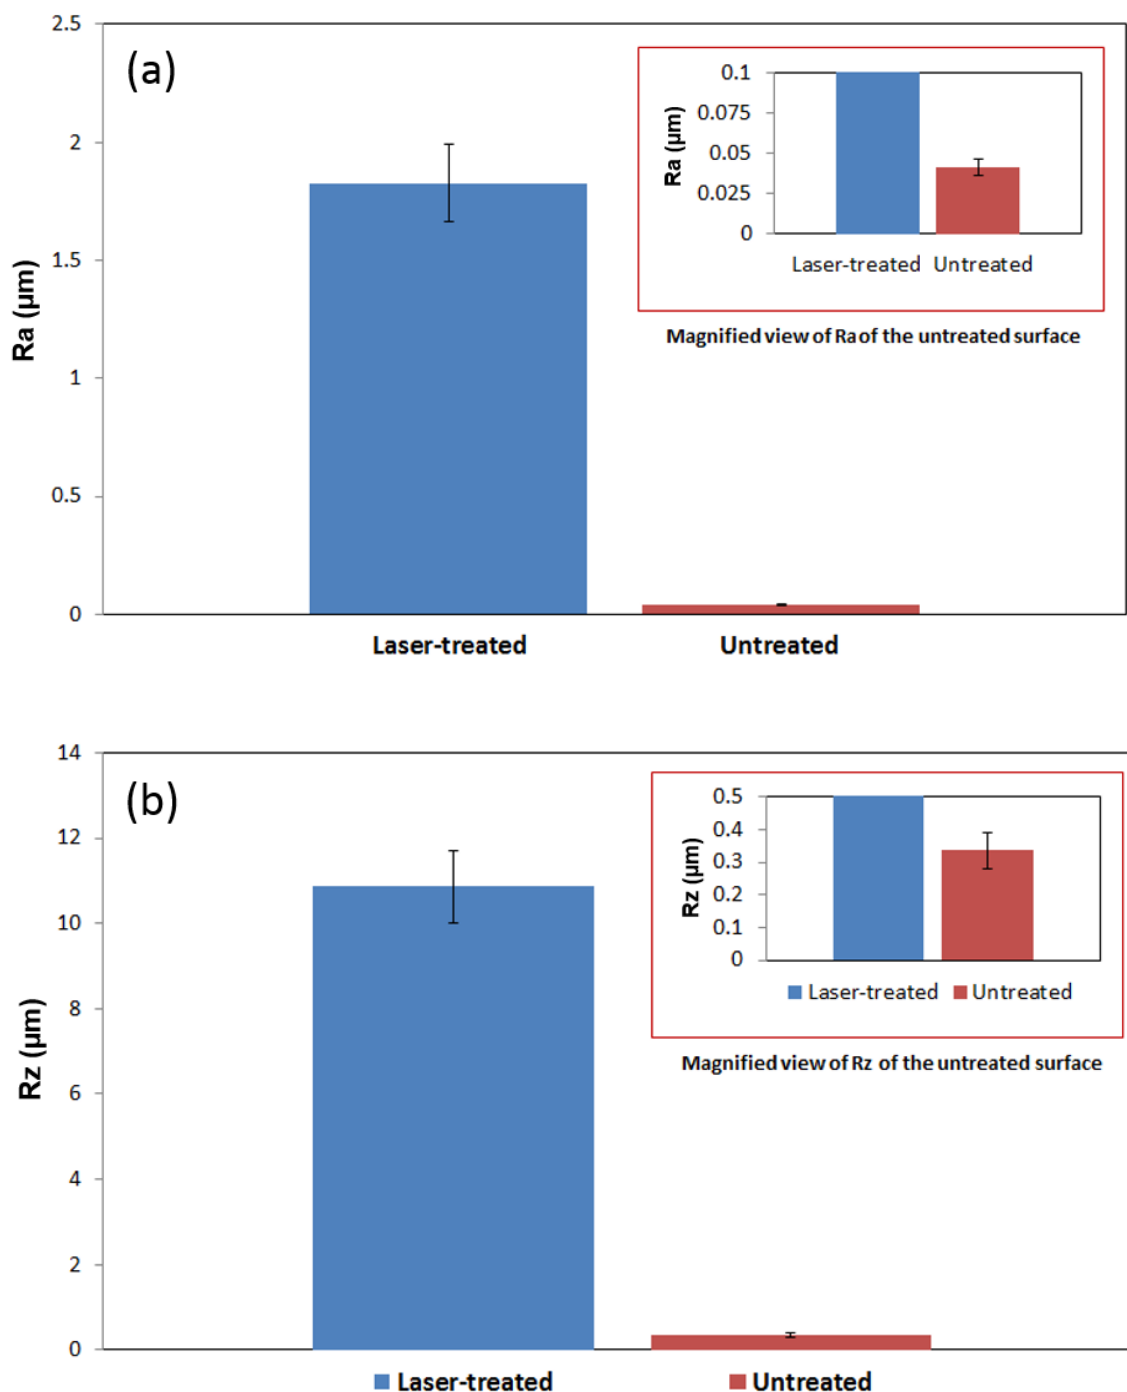 (a)
Ra (µm)
2.5
2
1.5
1
0.5
0
Laser-treated Untreated
Ra (µm)
0.1
0.075
0.05
0.025
0
Laser-treated Untreated
Magnified view of Ra of the untreated surface
(b)
Rz (µm)
14
12
10
8
6
4
2
0
Laser-treated Untreated
Rz (µm)
0.5
0.4
0.3
0.2
0.1
0
Laser-treated Untreated
Magnified view of Rz of the untreated surface